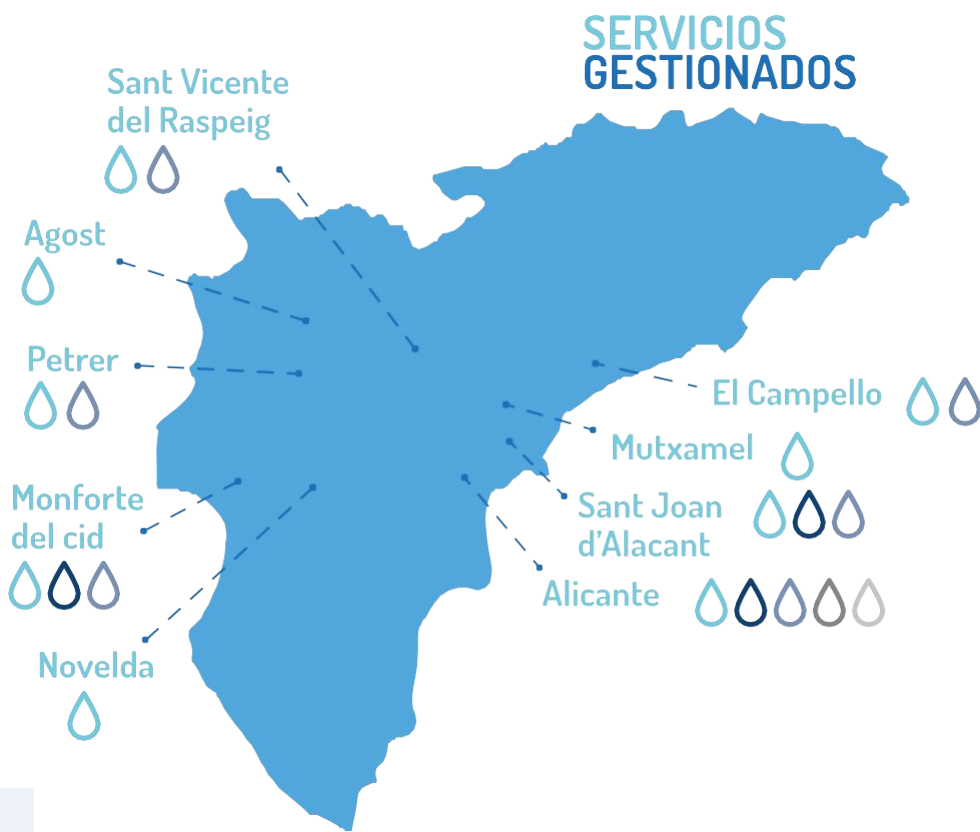 SERVICIOS
GESTIONADOS
Sant Vicente
del Raspeig
Agost
Petrer
Monforte
del cid
Novelda
El Campello
Mutxamel
Sant Joan
d'Alacant
Alicante